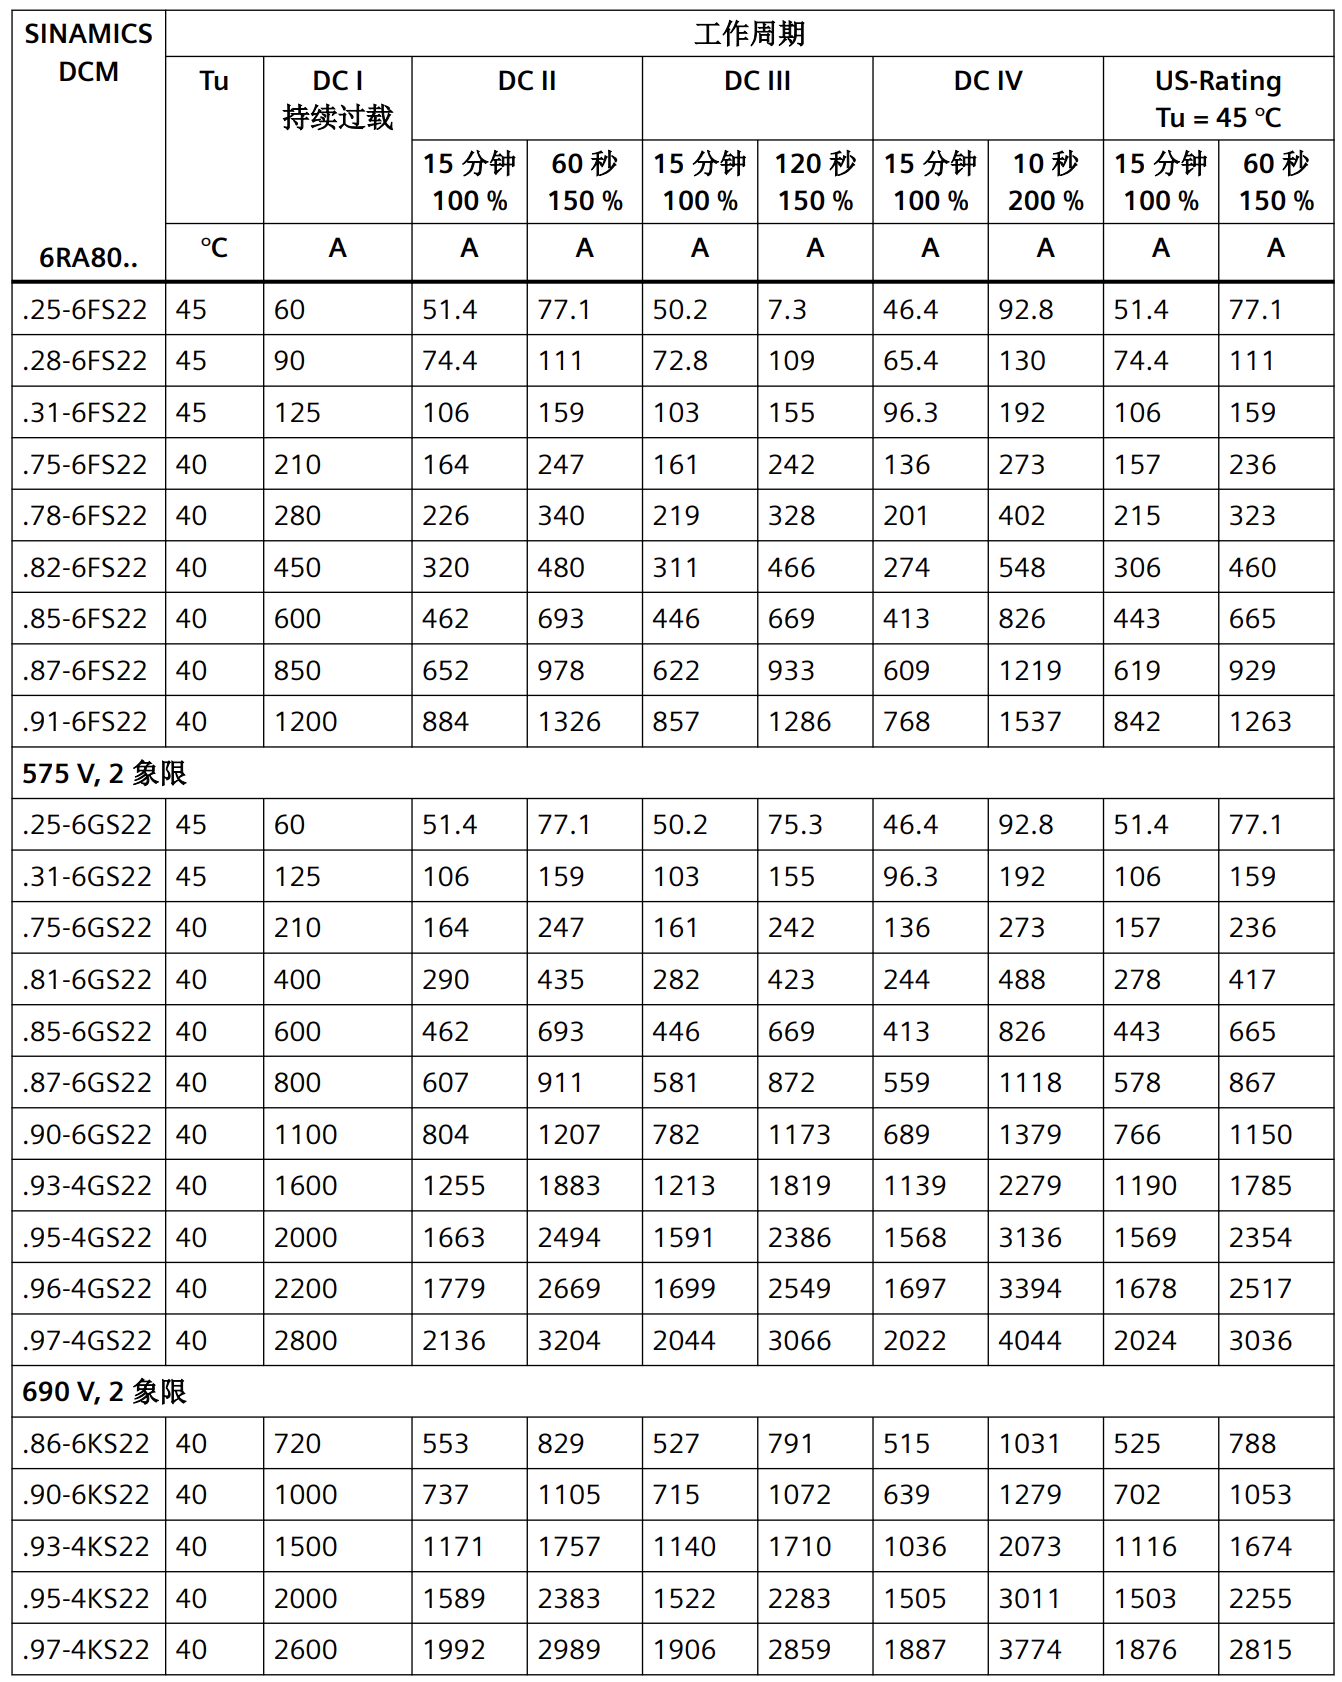 SINAMICS DCM 6RA80.. 工作周期
Tu DC I 持续过载 DC II DC III DC IV US-Rating Tu = 45 °C
15 分钟 100 % 60 秒 150 % 15 分钟 100 % 120 秒 150 % 15 分钟 100 % 10 秒 200 % 15 分钟 100 % 60 秒 150 %
°C A A A A A A A A A
.25-6FS22 45 60 51.4 77.1 50.2 7.3 46.4 92.8 51.4 77.1
.28-6FS22 45 90 74.4 111 72.8 109 65.4 130 74.4 111
.31-6FS22 45 125 106 159 103 155 96.3 192 106 159
.75-6FS22 40 210 164 247 161 242 136 273 157 236
.78-6FS22 40 280 226 340 219 328 201 402 215 323
.82-6FS22 40 450 320 480 311 466 274 548 306 460
.85-6FS22 40 600 462 693 446 669 413 826 443 665
.87-6FS22 40 850 652 978 622 933 609 1219 619 929
.91-6FS22 40 1200 884 1326 857 1286 768 1537 842 1263
575 V, 2 象限
.25-6GS22 45 60 51.4 77.1 50.2 75.3 46.4 92.8 51.4 77.1
.31-6GS22 45 125 106 159 103 155 96.3 192 106 159
.75-6GS22 40 210 164 247 161 242 136 273 157 236
.81-6GS22 40 400 290 435 282 423 244 488 278 417
.85-6GS22 40 600 462 693 446 669 413 826 443 665
.87-6GS22 40 800 607 911 581 872 559 1118 578 867
.90-6GS22 40 1100 804 1207 782 1173 689 1379 766 1150
.93-4GS22 40 1600 1255 1883 1213 1819 1139 2279 1190 1785
.95-4GS22 40 2000 1663 2494 1591 2386 1568 3136 1569 2354
.96-4GS22 40 2200 1779 2669 1699 2549 1697 3394 1678 2517
.97-4GS22 40 2800 2136 3204 2044 3066 2022 4044 2024 3036
690 V, 2 象限
.86-6KS22 40 720 553 829 527 791 515 1031 525 788
.90-6KS22 40 1000 737 1105 715 1072 639 1279 702 1053
.93-4KS22 40 1500 1171 1757 1140 1710 1036 2073 1116 1674
.95-4KS22 40 2000 1589 2383 1522 2283 1505 3011 1503 2255
.97-4KS22 40 2600 1992 2989 1906 2859 1887 3774 1876 2815